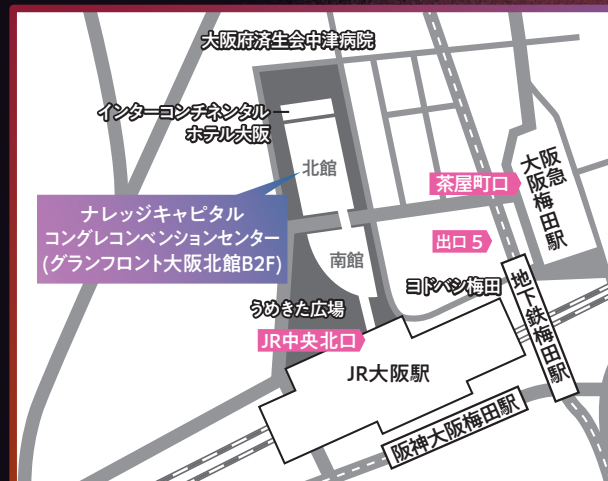 大阪府済生会中津病院
インターコンチネンタル
ホテル大阪
北館
ナレッジキャピタル
コングレコンベンションセンター
(グランフロント大阪北館B2F)
南館
うめきた広場
JR中央北口
JR大阪駅
茶屋町口
出口5
ヨドバシ梅田
阪急
大阪梅田駅
地下鉄梅田駅
阪神大阪梅田駅